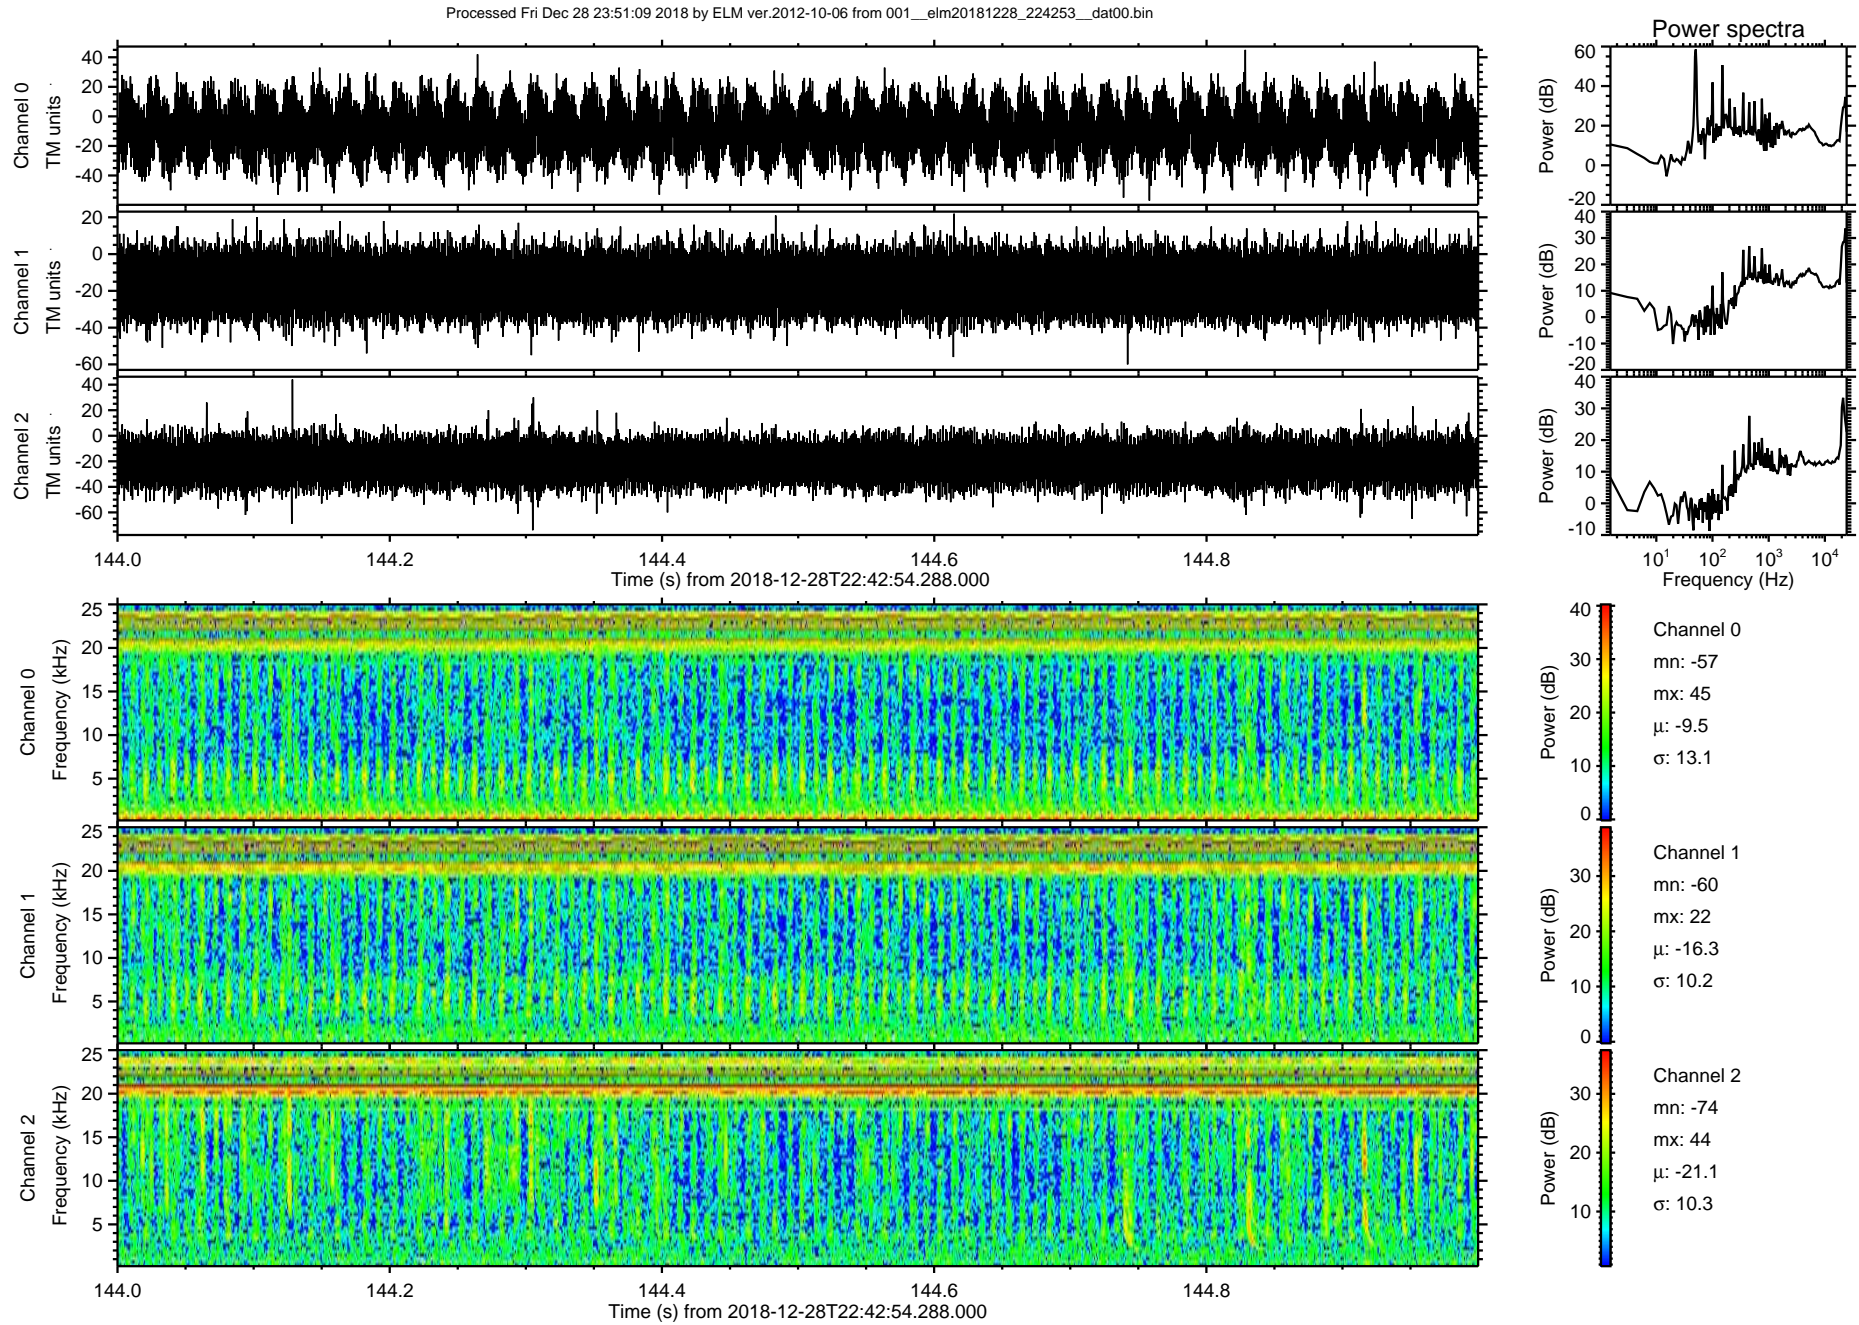 Processed Fri Dec 28 23:51:09 2018 by ELM ver.2012-10-06 from 001__elm20181228_224253__dat00.bin
Power spectra
Channel 0
TM units
40
20
0
-20
-40
Power (dB)
60
40
20
0
-20
Channel 1
TM units
20
0
-20
-40
-60
Power (dB)
40
30
20
10
0
-10
-20
Channel 2
TM units
40
20
0
-20
-40
-60
Power (dB)
40
30
20
10
0
-10
144.0 144.2 144.4 144.6 144.8
Time (s) from 2018-12-28T22:42:54.288.000
10^1 10^2 10^3 10^4
Frequency (Hz)
Channel 0
Frequency (kHz)
25
20
15
10
5
Power (dB)
40
30
20
10
0
Channel 0
mn: -57
mx: 45
μ: -9.5
σ: 13.1
Channel 1
Frequency (kHz)
25
20
15
10
5
Power (dB)
30
20
10
0
Channel 1
mn: -60
mx: 22
μ: -16.3
σ: 10.2
Channel 2
Frequency (kHz)
25
20
15
10
5
Power (dB)
30
20
10
Channel 2
mn: -74
mx: 44
μ: -21.1
σ: 10.3
144.0 144.2 144.4 144.6 144.8
Time (s) from 2018-12-28T22:42:54.288.000